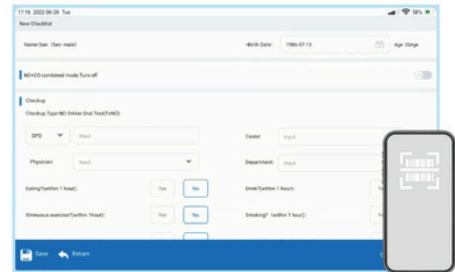 17:16 2022-06-28 Tue 36%
New Checklist
Name:San (Sex: male) Birth Date: 1986-07-13 Age :35Age
NO+CO combined mode:Turn off
Checkup
Checkup Type:NO Online Oral Test(FeNO)
OPD Input Cause: Input
Physician: Input Department: Input
Eating?(within 1 hour): Yes No Drink?(within 1 hour):
Strenuous exercise?(within 1hour): Yes No Smoking? (within 1 hour):
Save Return